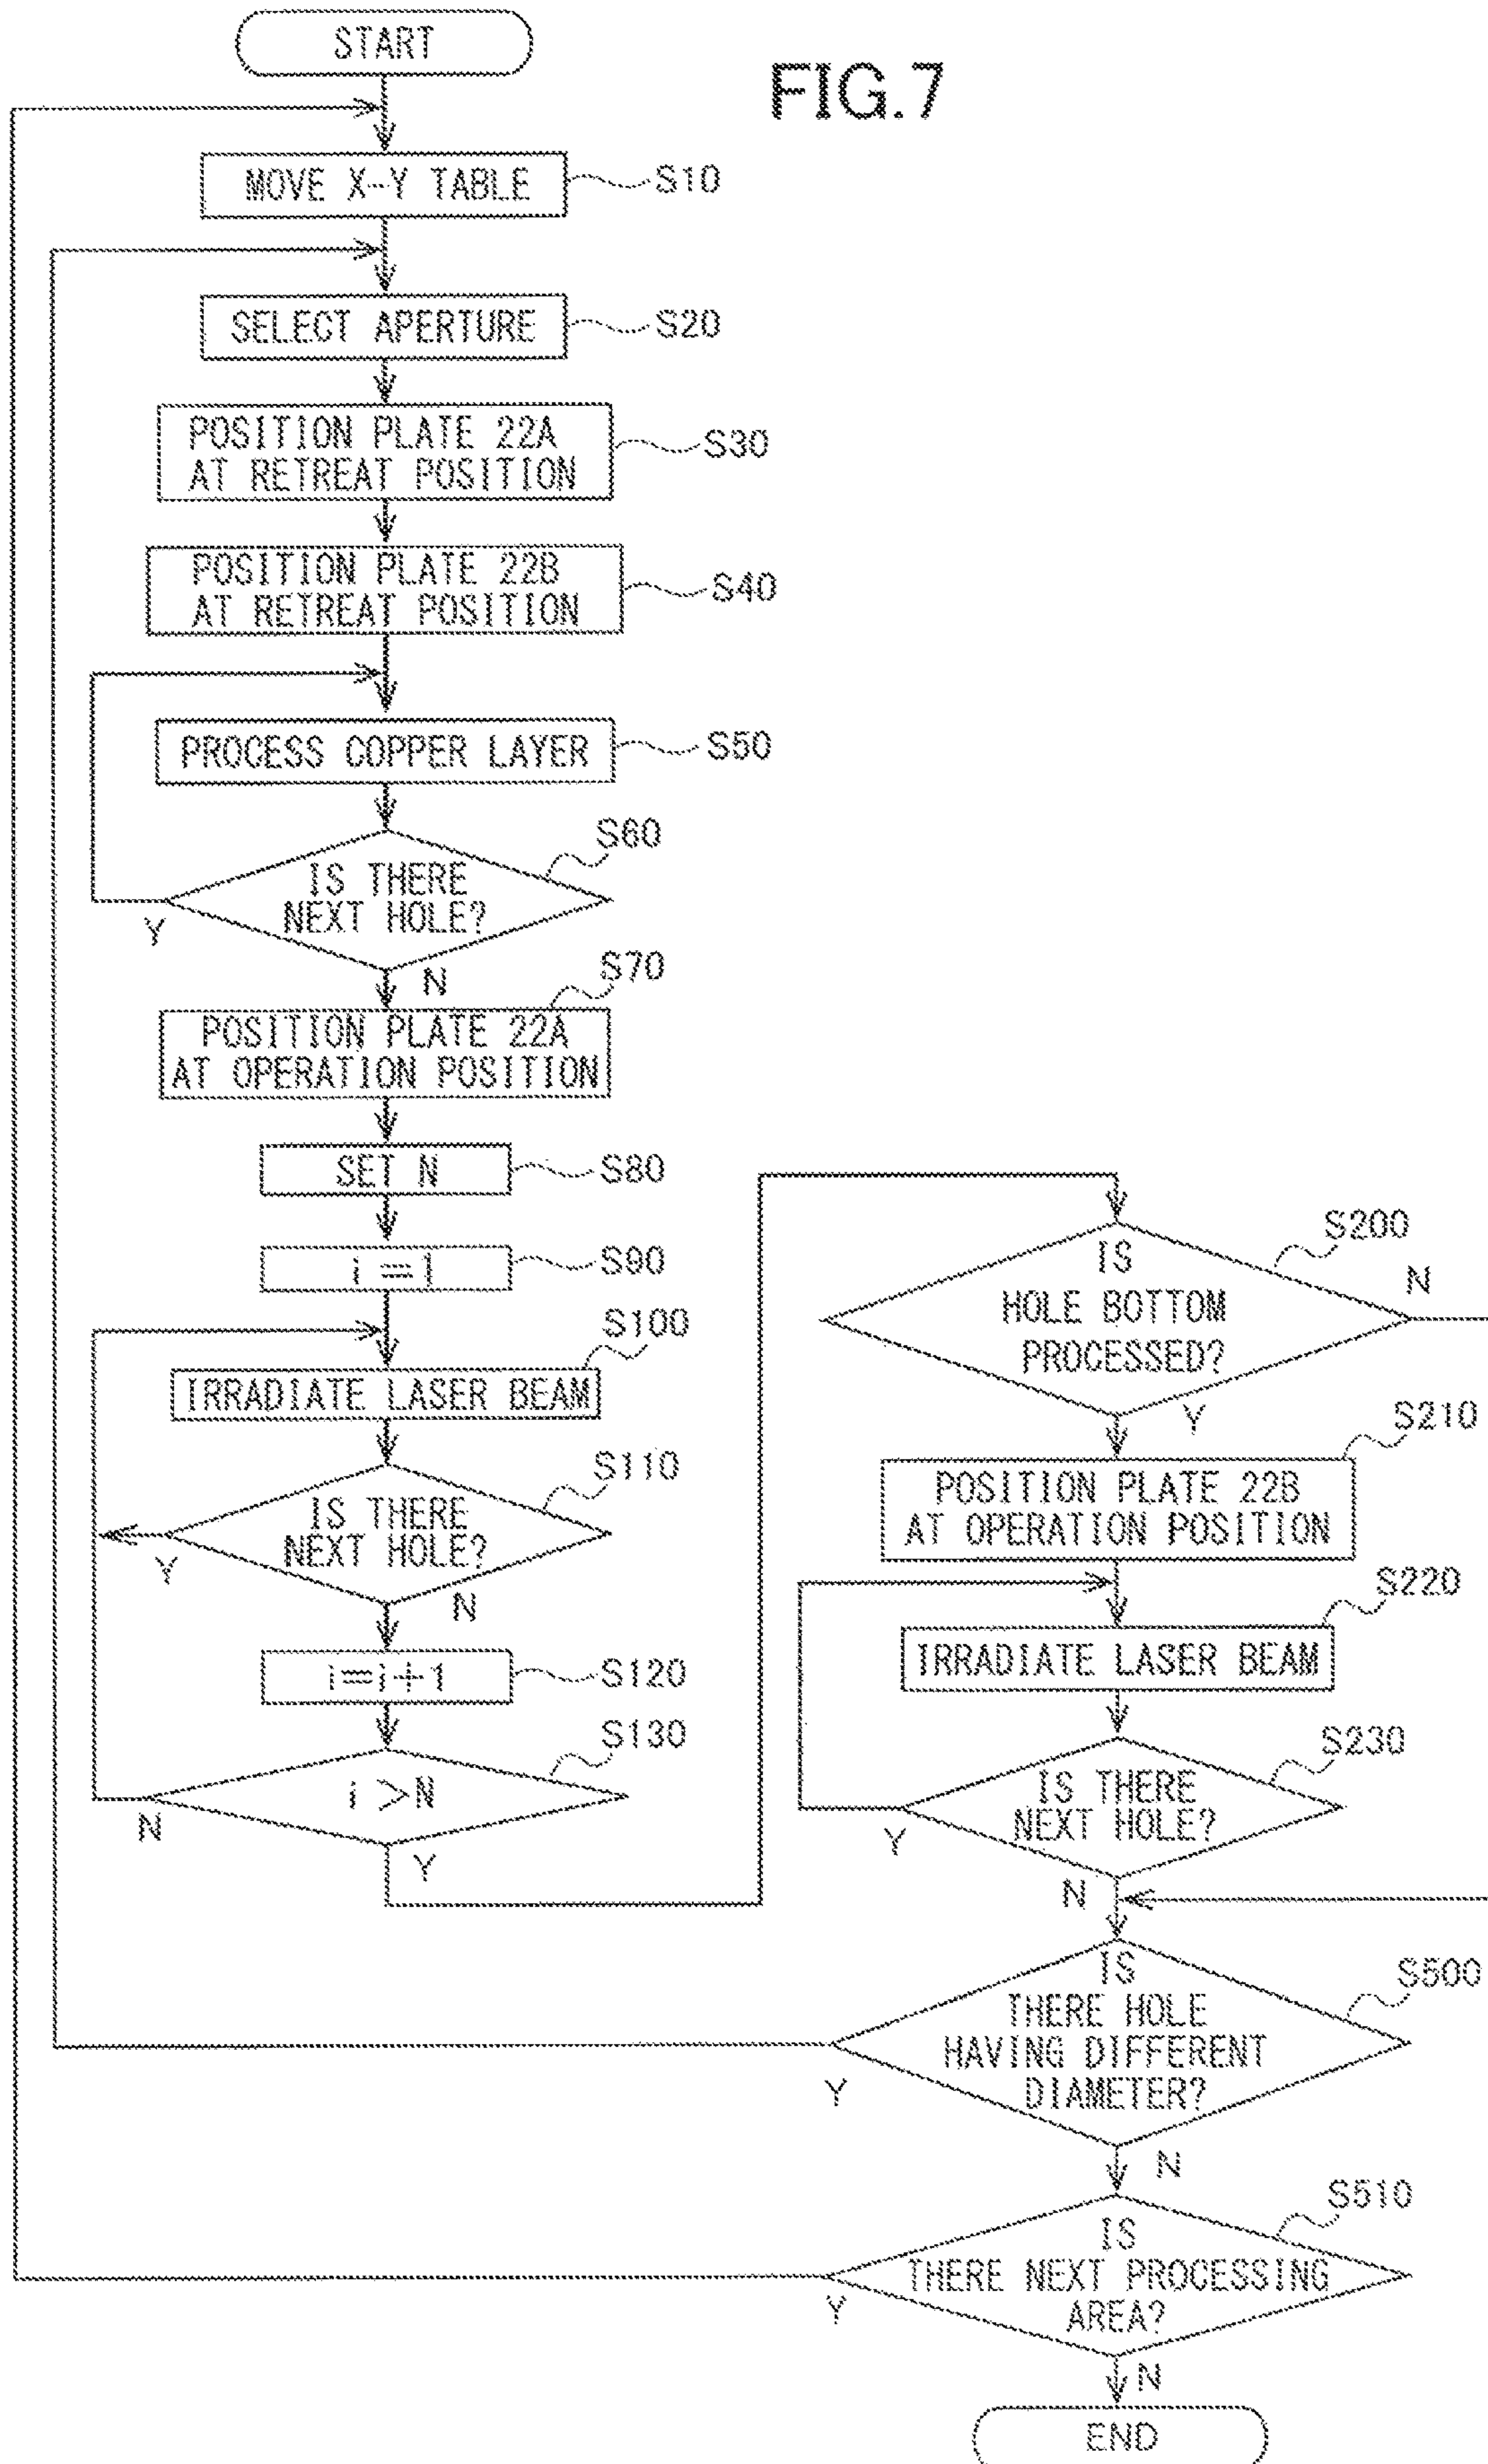 START
FIG.7
MOVE X-Y TABLE
S10
SELECT APERTURE
S20
POSITION PLATE 22A
AT RETREAT POSITION
S30
POSITION PLATE 22B
AT RETREAT POSITION
S40
PROCESS COPPER LAYER
S50
S60
IS THERE
NEXT HOLE?
Y
N
S70
POSITION PLATE 22A
AT OPERATION POSITION
SET N
S80
i=1
S90
S100
IRRADIATE LASER BEAM
S110
IS THERE
NEXT HOLE?
Y
N
i=i+1
S120
S130
i>N
N
Y
S200
IS
HOLE BOTTOM
PROCESSED?
N
Y
S210
POSITION PLATE 22B
AT OPERATION POSITION
S220
IRRADIATE LASER BEAM
S230
IS THERE
NEXT HOLE?
Y
N
S500
IS
THERE HOLE
HAVING DIFFERENT
DIAMETER?
Y
N
S510
IS
THERE NEXT PROCESSING
AREA?
Y
N
END